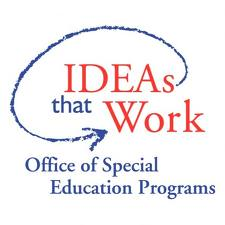 IDEAs
that Work
Office of Special
Education Programs